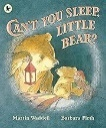 CAN'T YOU SLEEP,
LITTLE BEAR?
Martin Waddell Barbara Firth